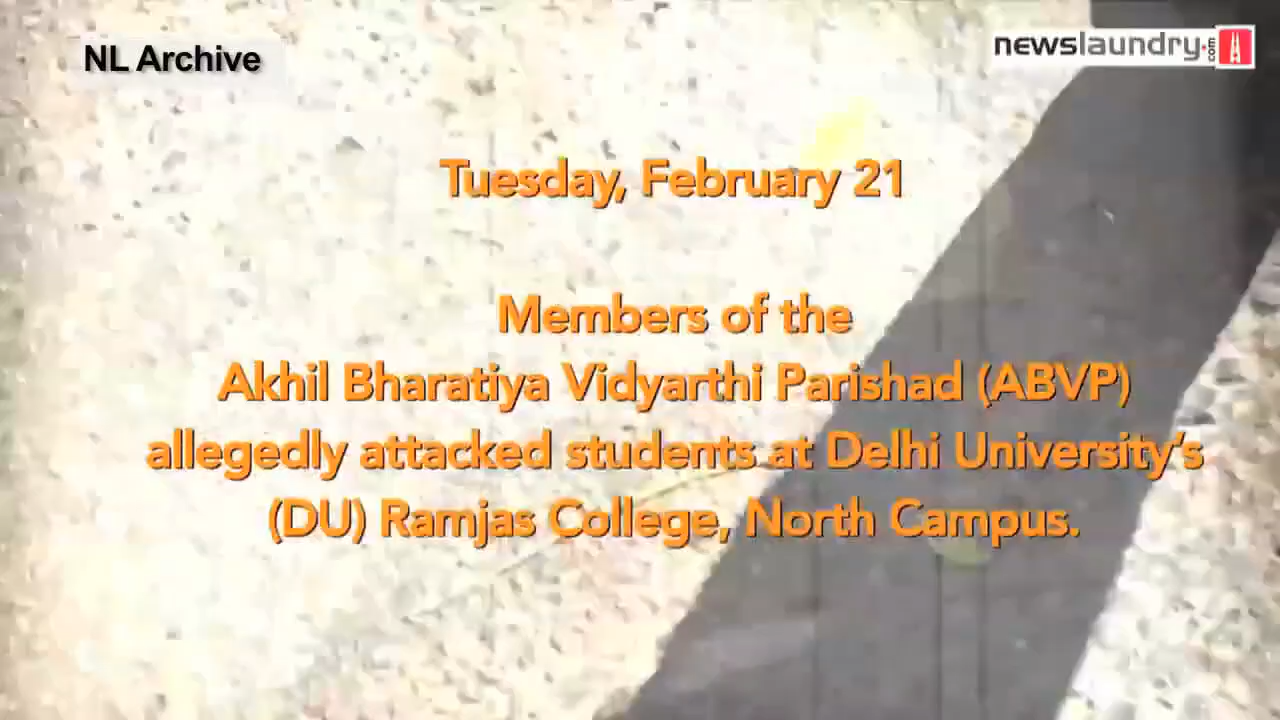 NL Archive
newslaundry.com
Tuesday, February 21
Members of the
Akhil Bharatiya Vidyarthi Parishad (ABVP)
allegedly attacked students at Delhi University's
(DU) Ramjas College, North Campus.